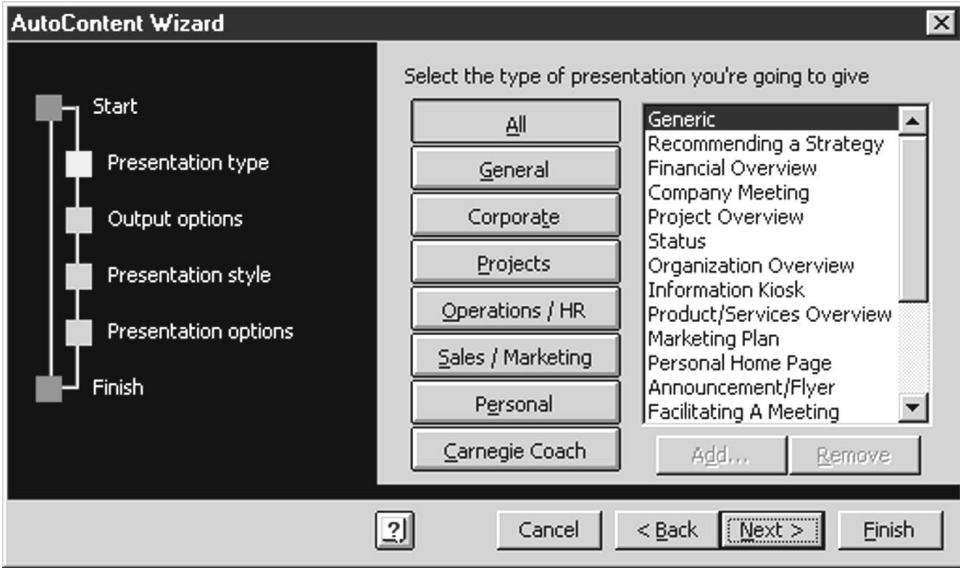 AutoContent Wizard
Start
Presentation type
Output options
Presentation style
Presentation options
Finish
Select the type of presentation you're going to give
All
General
Corporate
Projects
Operations / HR
Sales / Marketing
Personal
Carnegie Coach
Generic
Recommending a Strategy
Financial Overview
Company Meeting
Project Overview
Status
Organization Overview
Information Kiosk
Product/Services Overview
Marketing Plan
Personal Home Page
Announcement/Flyer
Facilitating A Meeting
Add...
Remove
?
Cancel
< Back
Next >
Finish